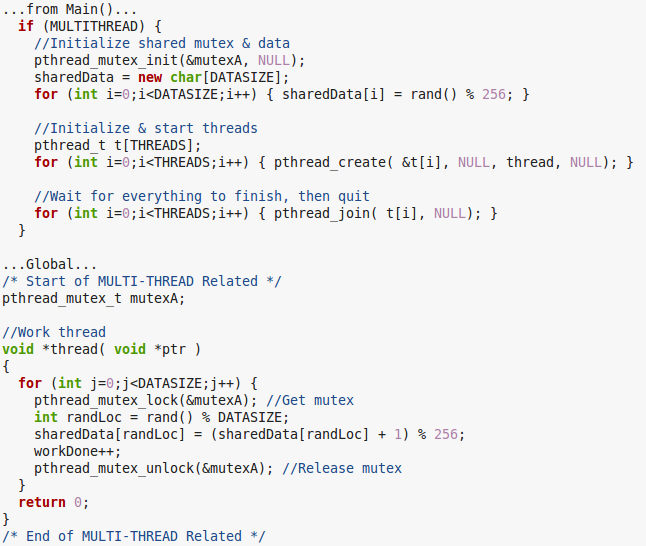 ...from Main()...
  if (MULTITHREAD) {
    //Initialize shared mutex & data
    pthread_mutex_init(&mutexA, NULL);
    sharedData = new char[DATASIZE];
    for (int i=0;i<DATASIZE;i++) { sharedData[i] = rand() % 256; }

    //Initialize & start threads
    pthread_t t[THREADS];
    for (int i=0;i<THREADS;i++) { pthread_create( &t[i], NULL, thread, NULL); }

    //Wait for everything to finish, then quit
    for (int i=0;i<THREADS;i++) { pthread_join( t[i], NULL); }
  }

...Global...
/* Start of MULTI-THREAD Related */
pthread_mutex_t mutexA;

//Work thread
void *thread( void *ptr )
{
  for (int j=0;j<DATASIZE;j++) {
    pthread_mutex_lock(&mutexA); //Get mutex
    int randLoc = rand() % DATASIZE;
    sharedData[randLoc] = (sharedData[randLoc] + 1) % 256;
    workDone++;
    pthread_mutex_unlock(&mutexA); //Release mutex
  }
  return 0;
}
/* End of MULTI-THREAD Related */